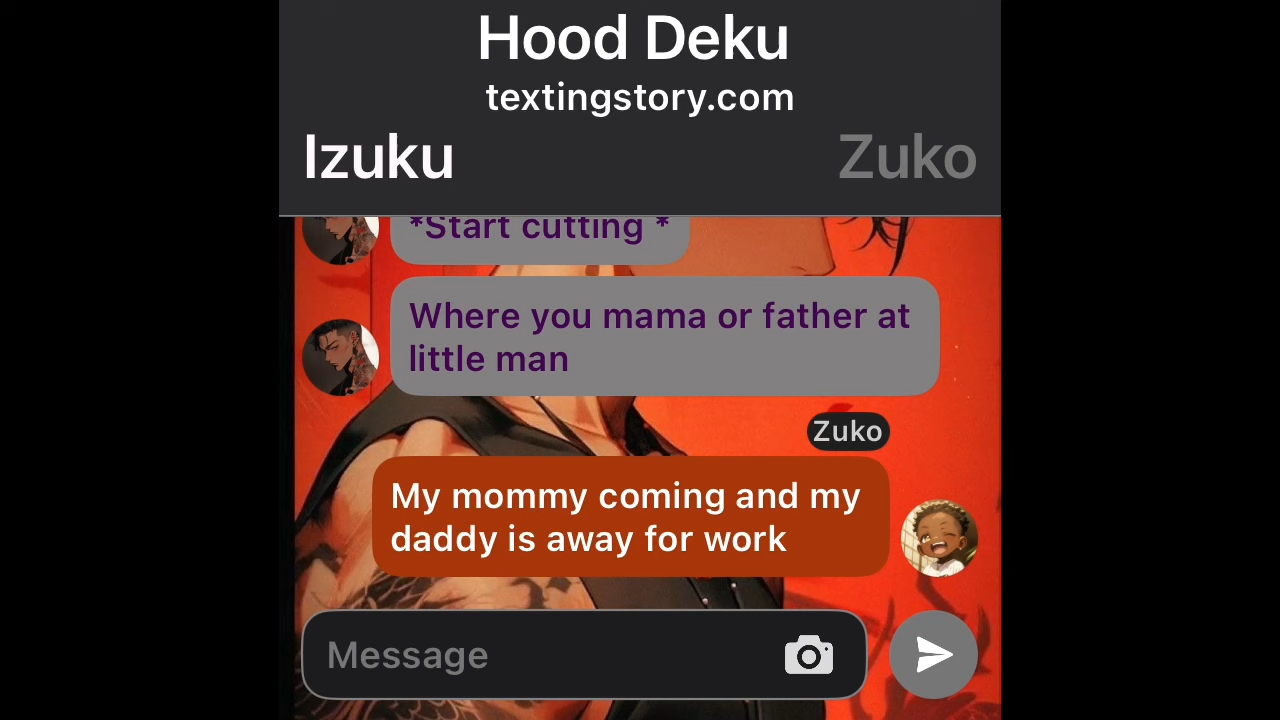 Hood Deku
textingstory.com
Izuku
Zuko
*Start cutting *
Where you mama or father at
little man
Zuko
My mommy coming and my
daddy is away for work
Message